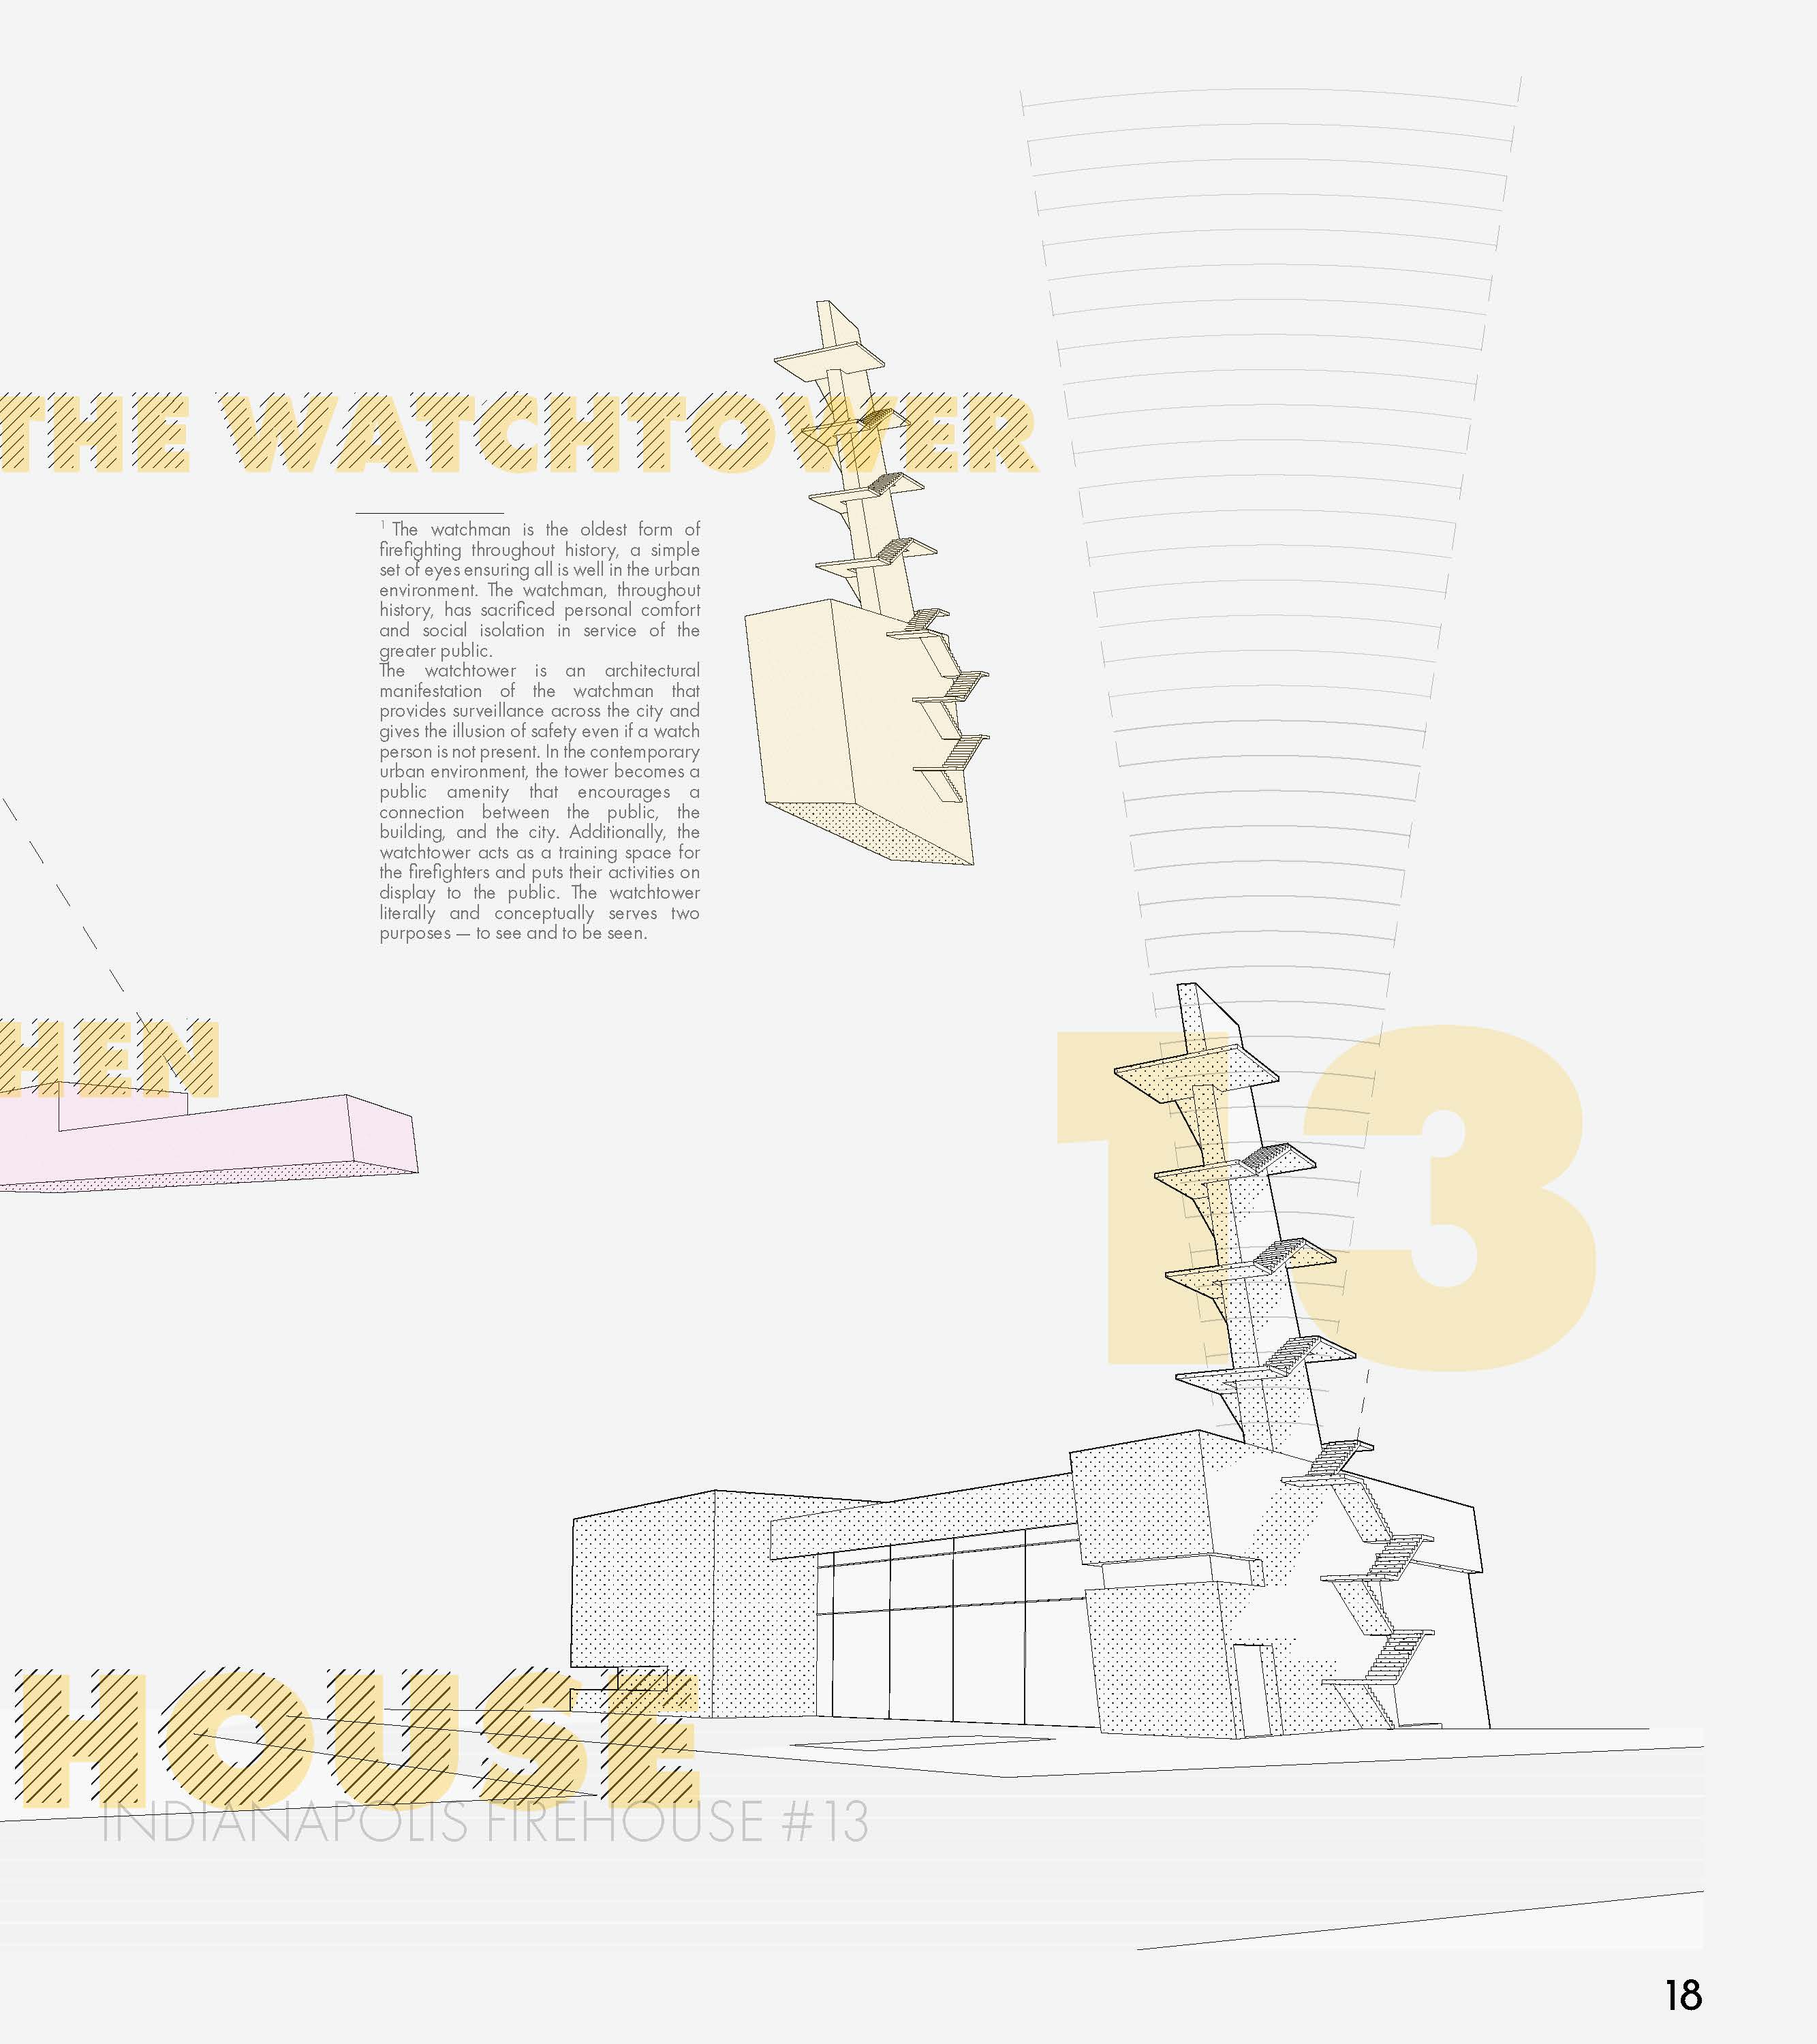 THE WATCHTOWER
1 The watchman is the oldest form of
firefighting throughout history, a simple
set of eyes ensuring all is well in the urban
environment. The watchman, throughout
history, has sacrificed personal comfort
and social isolation in service of the
greater public.
The watchtower is an architectural
manifestation of the watchman that
provides surveillance across the city and
gives the illusion of safety even if a watch
person is not present. In the contemporary
urban environment, the tower becomes a
public amenity that encourages a
connection between the public, the
building, and the city. Additionally, the
watchtower acts as a training space for
the firefighters and puts their activities on
display to the public. The watchtower
literally and conceptually serves two
purposes — to see and to be seen.
HEN
13
HOUSE
INDIANAPOLIS FIREHOUSE #13
18